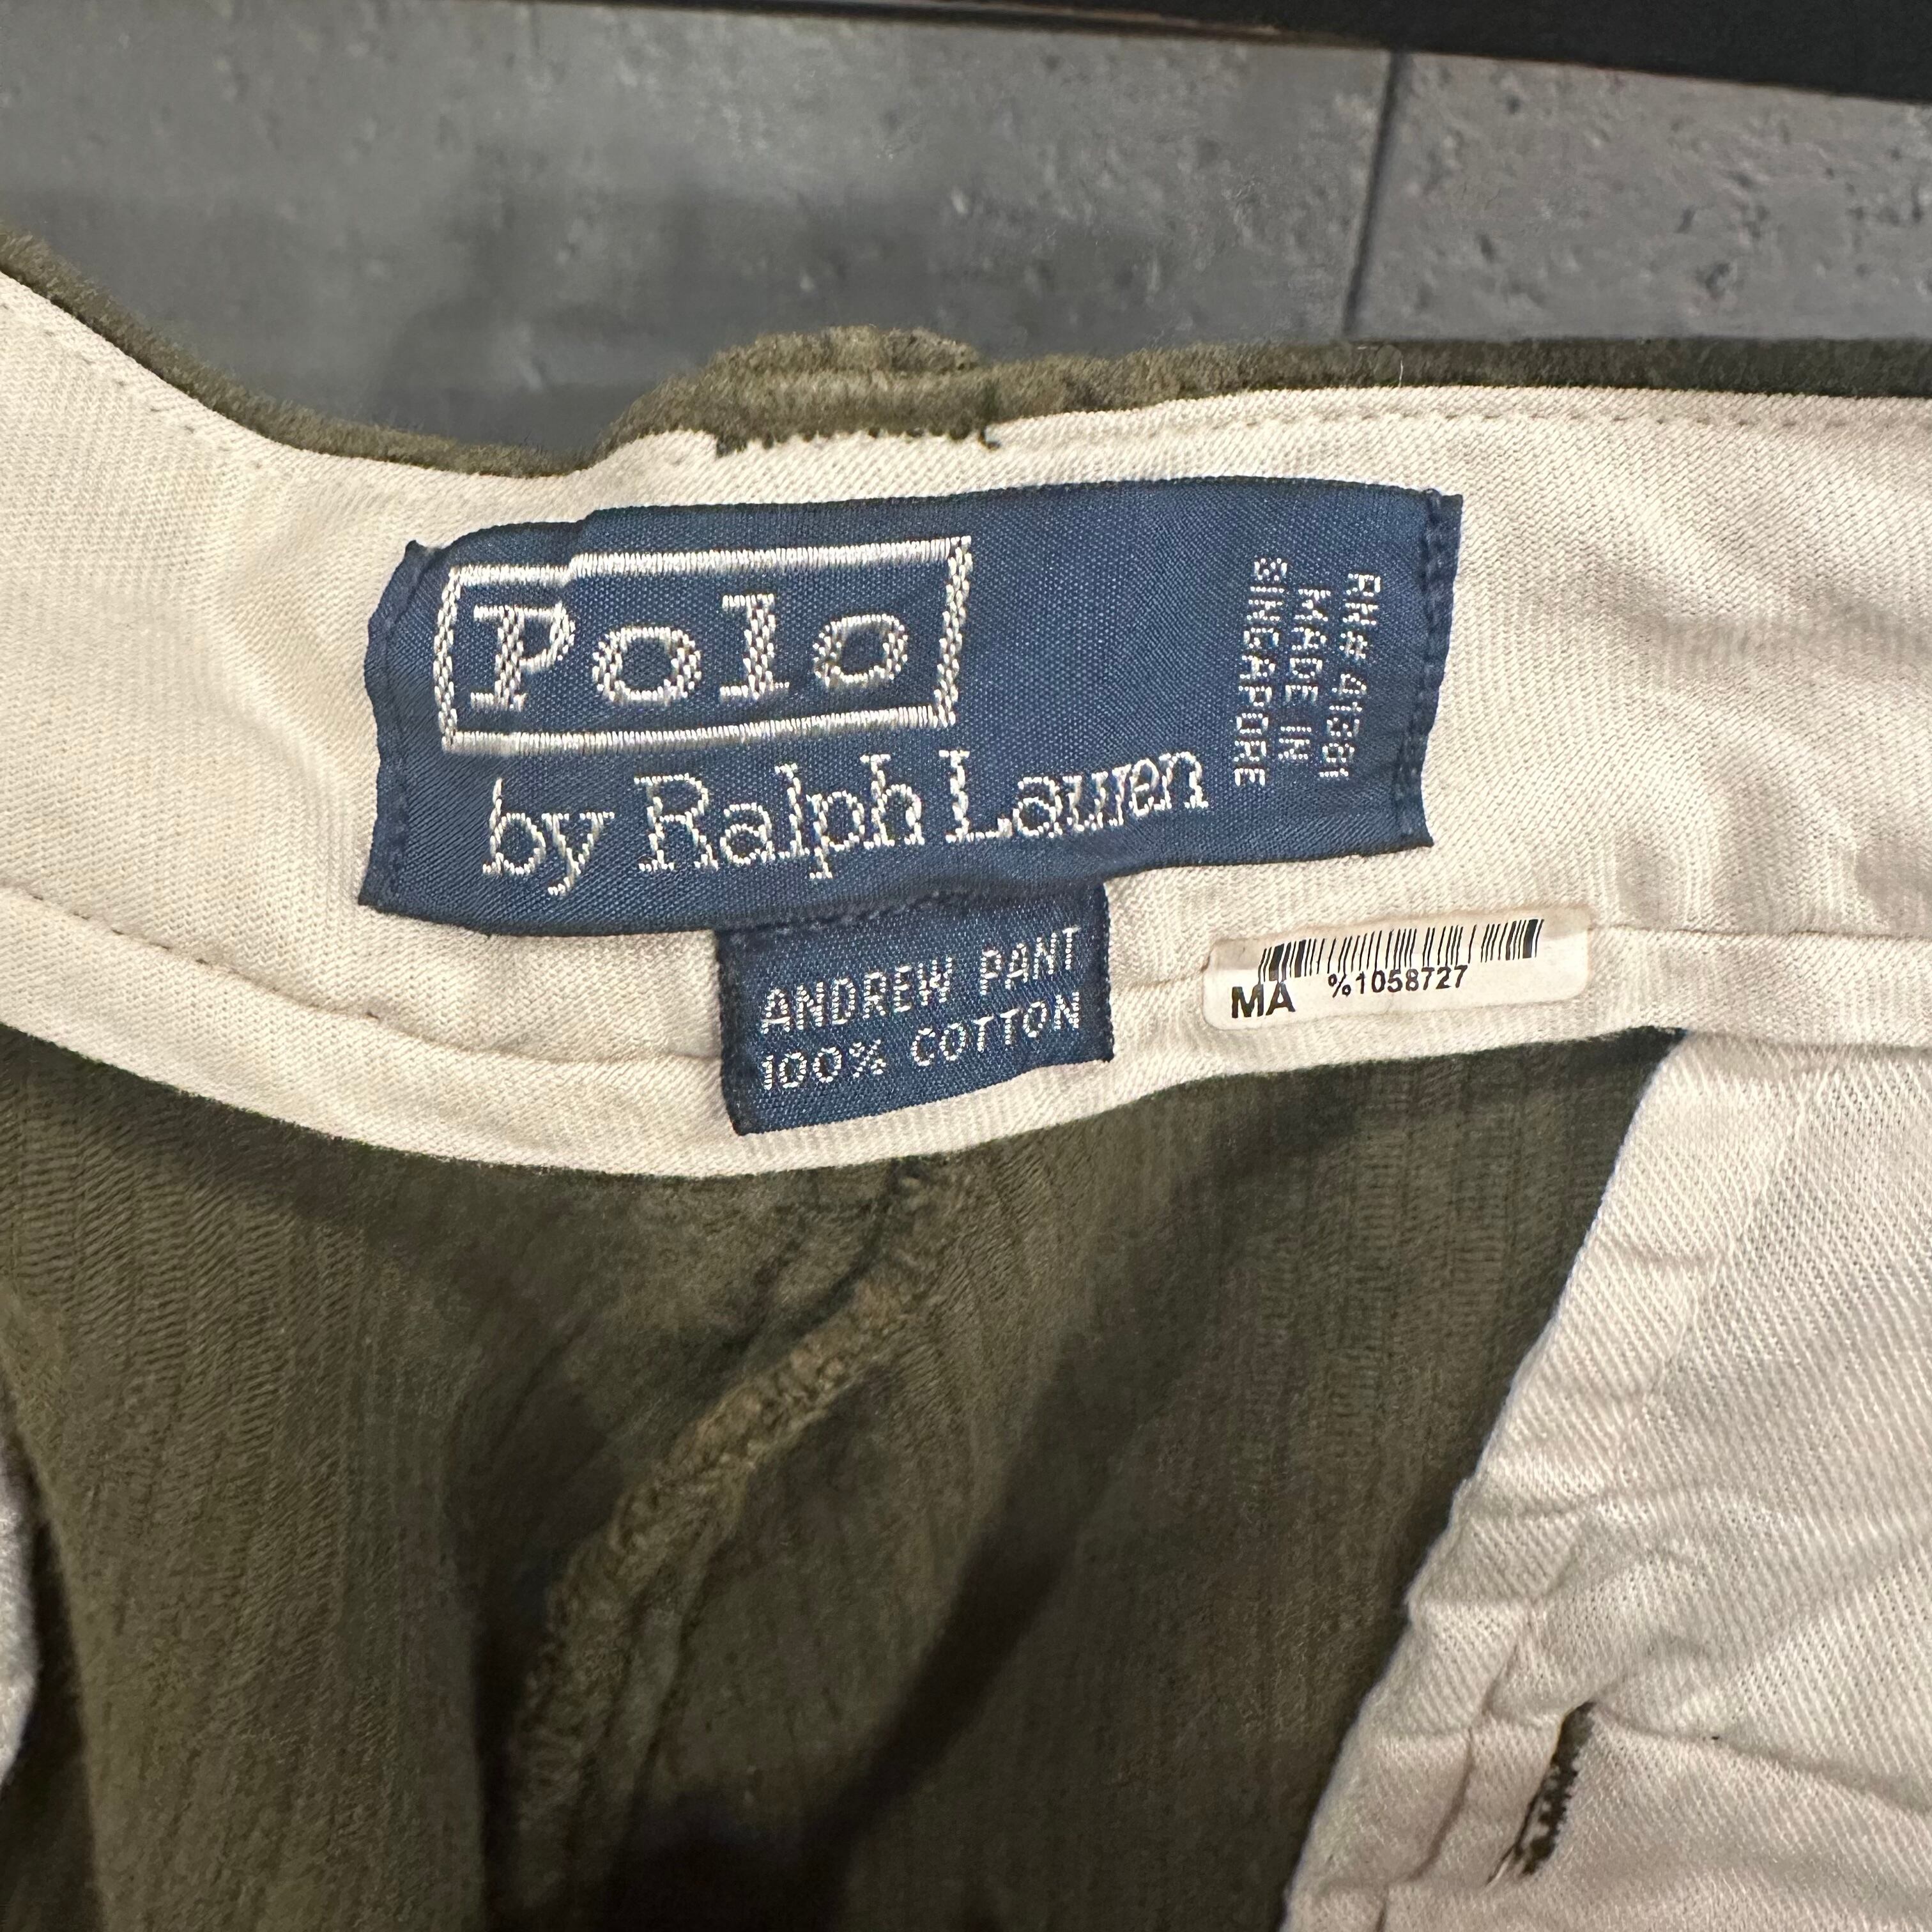 Polo
by Ralph Lauren
RN# 41381
MADE IN
SINGAPORE
ANDREW PANT
100% COTTON
MA %1058727